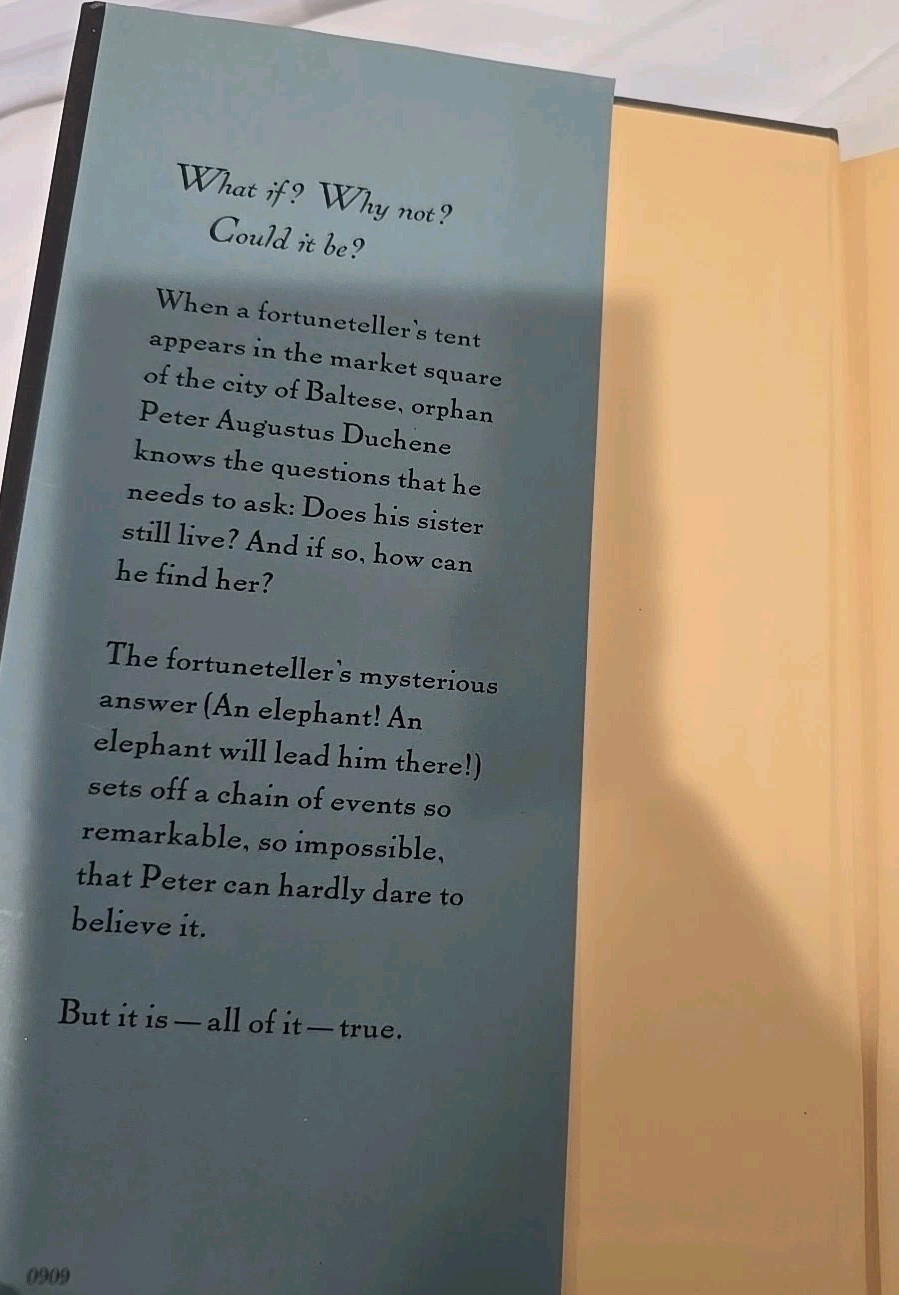 What if? Why not?
Could it be?
When a fortuneteller's tent
appears in the market square
of the city of Baltese, orphan
Peter Augustus Duchene
knows the questions that he
needs to ask: Does his sister
still live? And if so, how can
he find her?
The fortuneteller's mysterious
answer (An elephant! An
elephant will lead him there!)
sets off a chain of events so
remarkable, so impossible,
that Peter can hardly dare to
believe it.
But it is — all of it — true.
0909